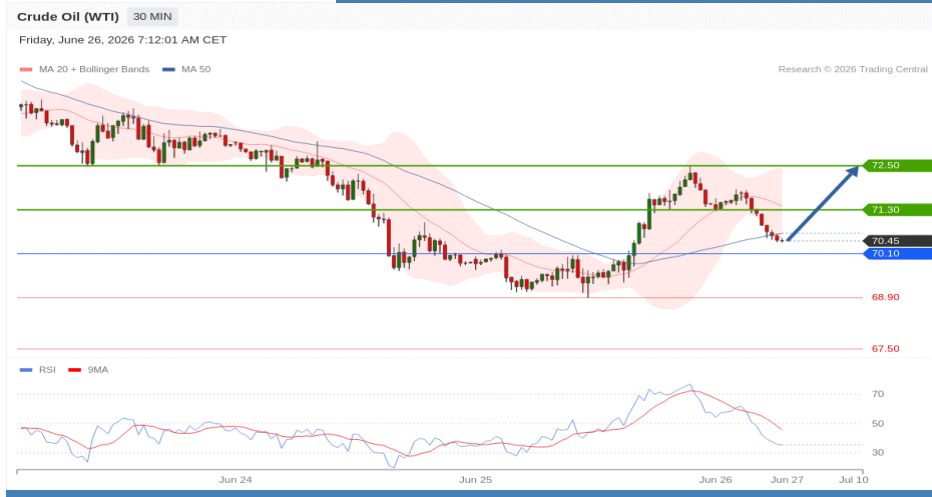 Crude Oil (WTI) 30 MIN
Friday, June 26, 2026 7:12:01 AM CET
MA 20 + Bollinger Bands MA 50
Research © 2026 Trading Central
72.50
71.30
70.45
70.10
68.90
67.50
RSI 9MA
70
50
30
Jun 24 Jun 25 Jun 26 Jun 27 Jul 10